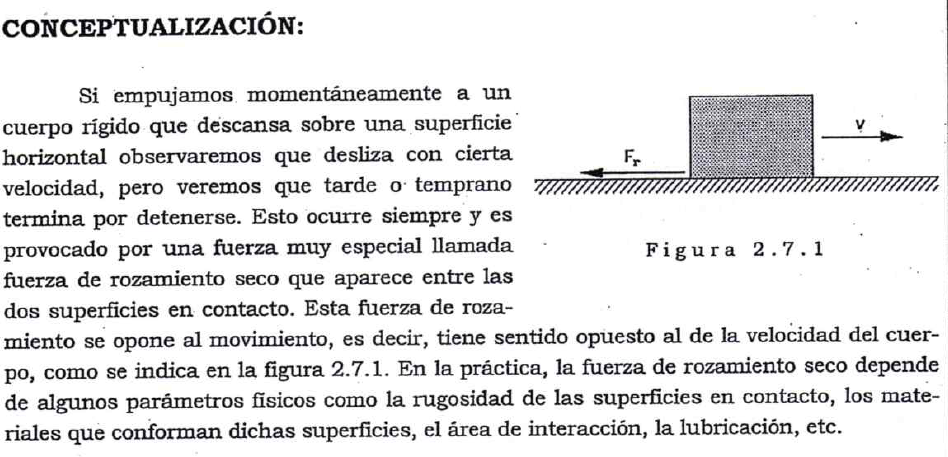 CONCEPTUALIZACIÓN:
Si empujamos momentáneamente a un
cuerpo rígido que descansa sobre una superficie
horizontal observaremos que desliza con cierta
velocidad, pero veremos que tarde o temprano
termina por detenerse. Esto ocurre siempre y es
provocado por una fuerza muy especial llamada
fuerza de rozamiento seco que aparece entre las
dos superficies en contacto. Esta fuerza de roza-
miento se opone al movimiento, es decir, tiene sentido opuesto al de la velocidad del cuer-
po, como se indica en la figura 2.7.1. En la práctica, la fuerza de rozamiento seco depende
de algunos parámetros físicos como la rugosidad de las superficies en contacto, los mate-
riales que conforman dichas superficies, el área de interacción, la lubricación, etc.
v
Fr
Figura 2.7.1